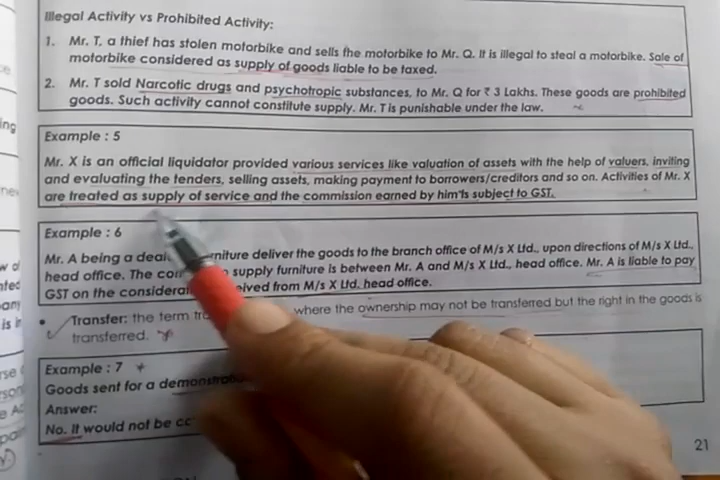 Illegal Activity vs Prohibited Activity:
1. Mr. T, a thief has stolen motorbike and sells the motorbike to Mr. Q. It is illegal to steal a motorbike. Sale of
motorbike considered as supply of goods liable to be taxed.
2. Mr. T sold Narcotic drugs and psychotropic substances, to Mr. Q for ₹ 3 Lakhs. These goods are prohibited
goods. Such activity cannot constitute supply. Mr. T is punishable under the law.
Example : 5
Mr. X is an official liquidator provided various services like valuation of assets with the help of valuers, inviting
and evaluating the tenders, selling assets, making payment to borrowers/creditors and so on. Activities of Mr. X
are treated as supply of service and the commission earned by him'is subject to GST.
Example : 6
Mr. A being a deal rniture deliver the goods to the branch office of M/s X Ltd., upon directions of M/s X Ltd.,
head office. The con supply furniture is between Mr. A and M/s X Ltd., head office. Mr. A is liable to pay
GST on the considera eived from M/s X Ltd. head office.
• Transfer: the term where the ownership may not be transferred but the right in the goods is
transferred.
Example : 7
Goods sent for a demonstration
Answer:
No. It would not be
21